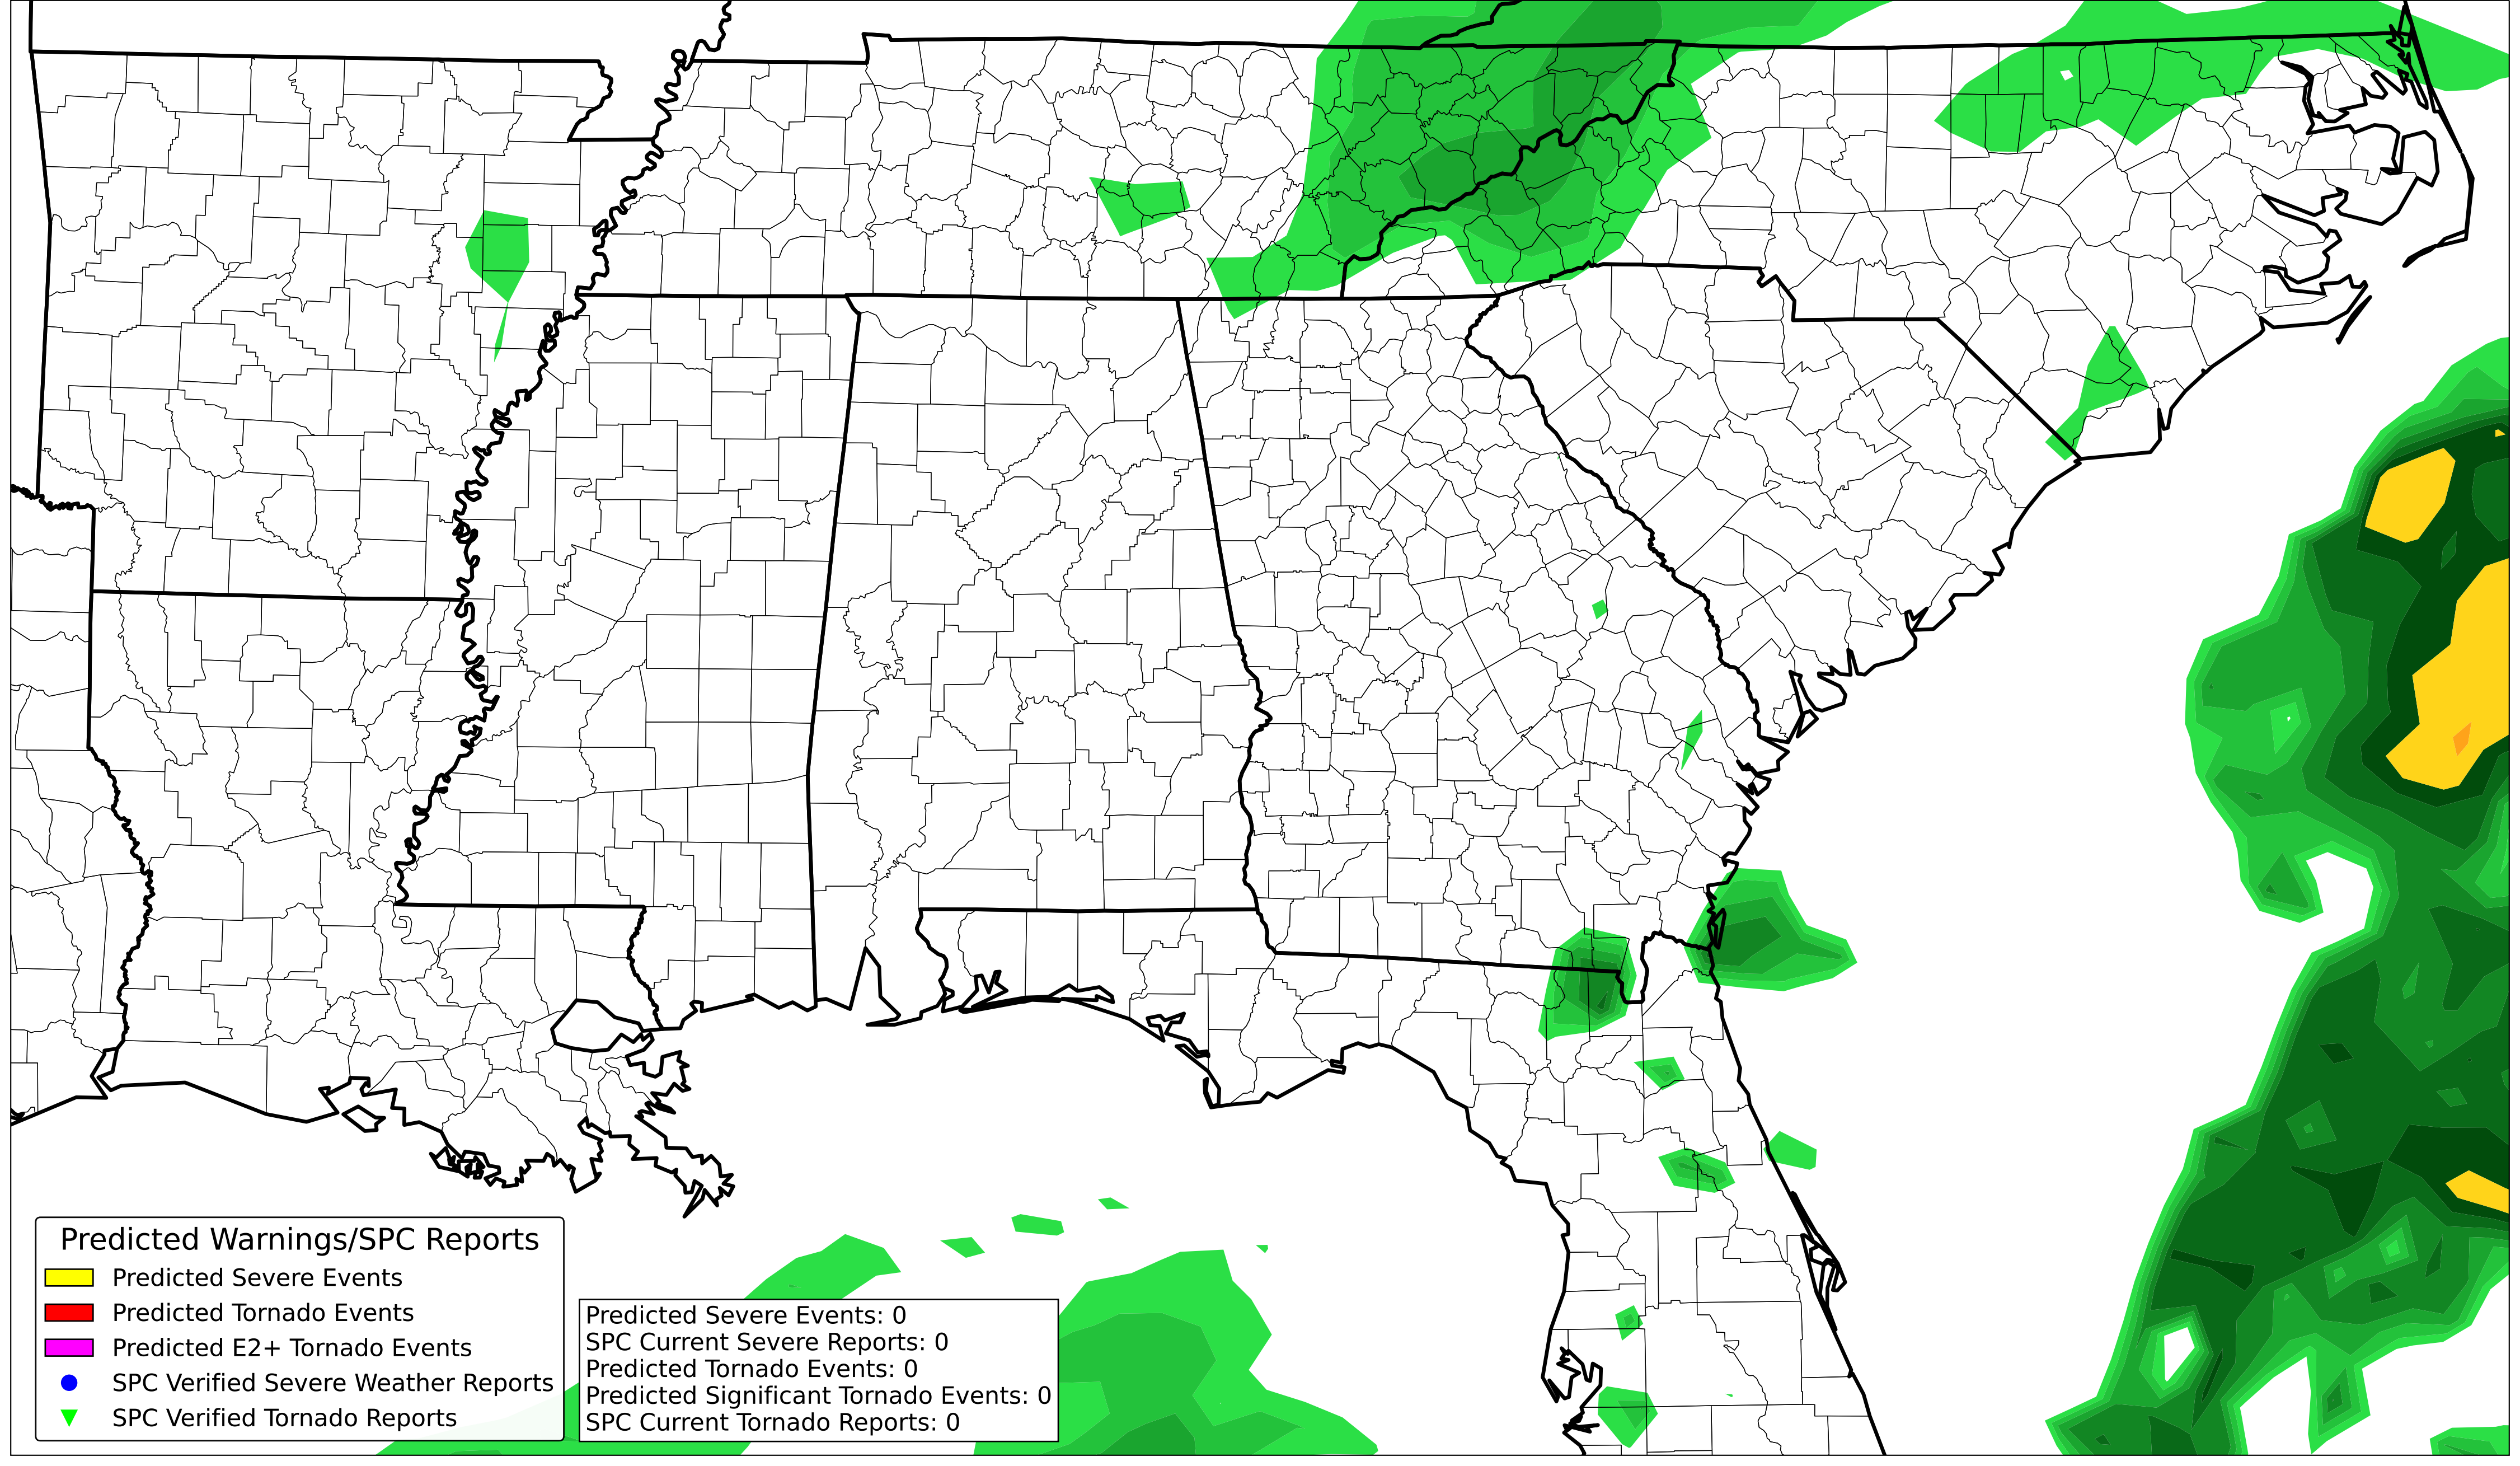 Predicted Warnings/SPC Reports
Predicted Severe Events
Predicted Tornado Events
Predicted E2+ Tornado Events
SPC Verified Severe Weather Reports
SPC Verified Tornado Reports
Predicted Severe Events: 0
SPC Current Severe Reports: 0
Predicted Tornado Events: 0
Predicted Significant Tornado Events: 0
SPC Current Tornado Reports: 0